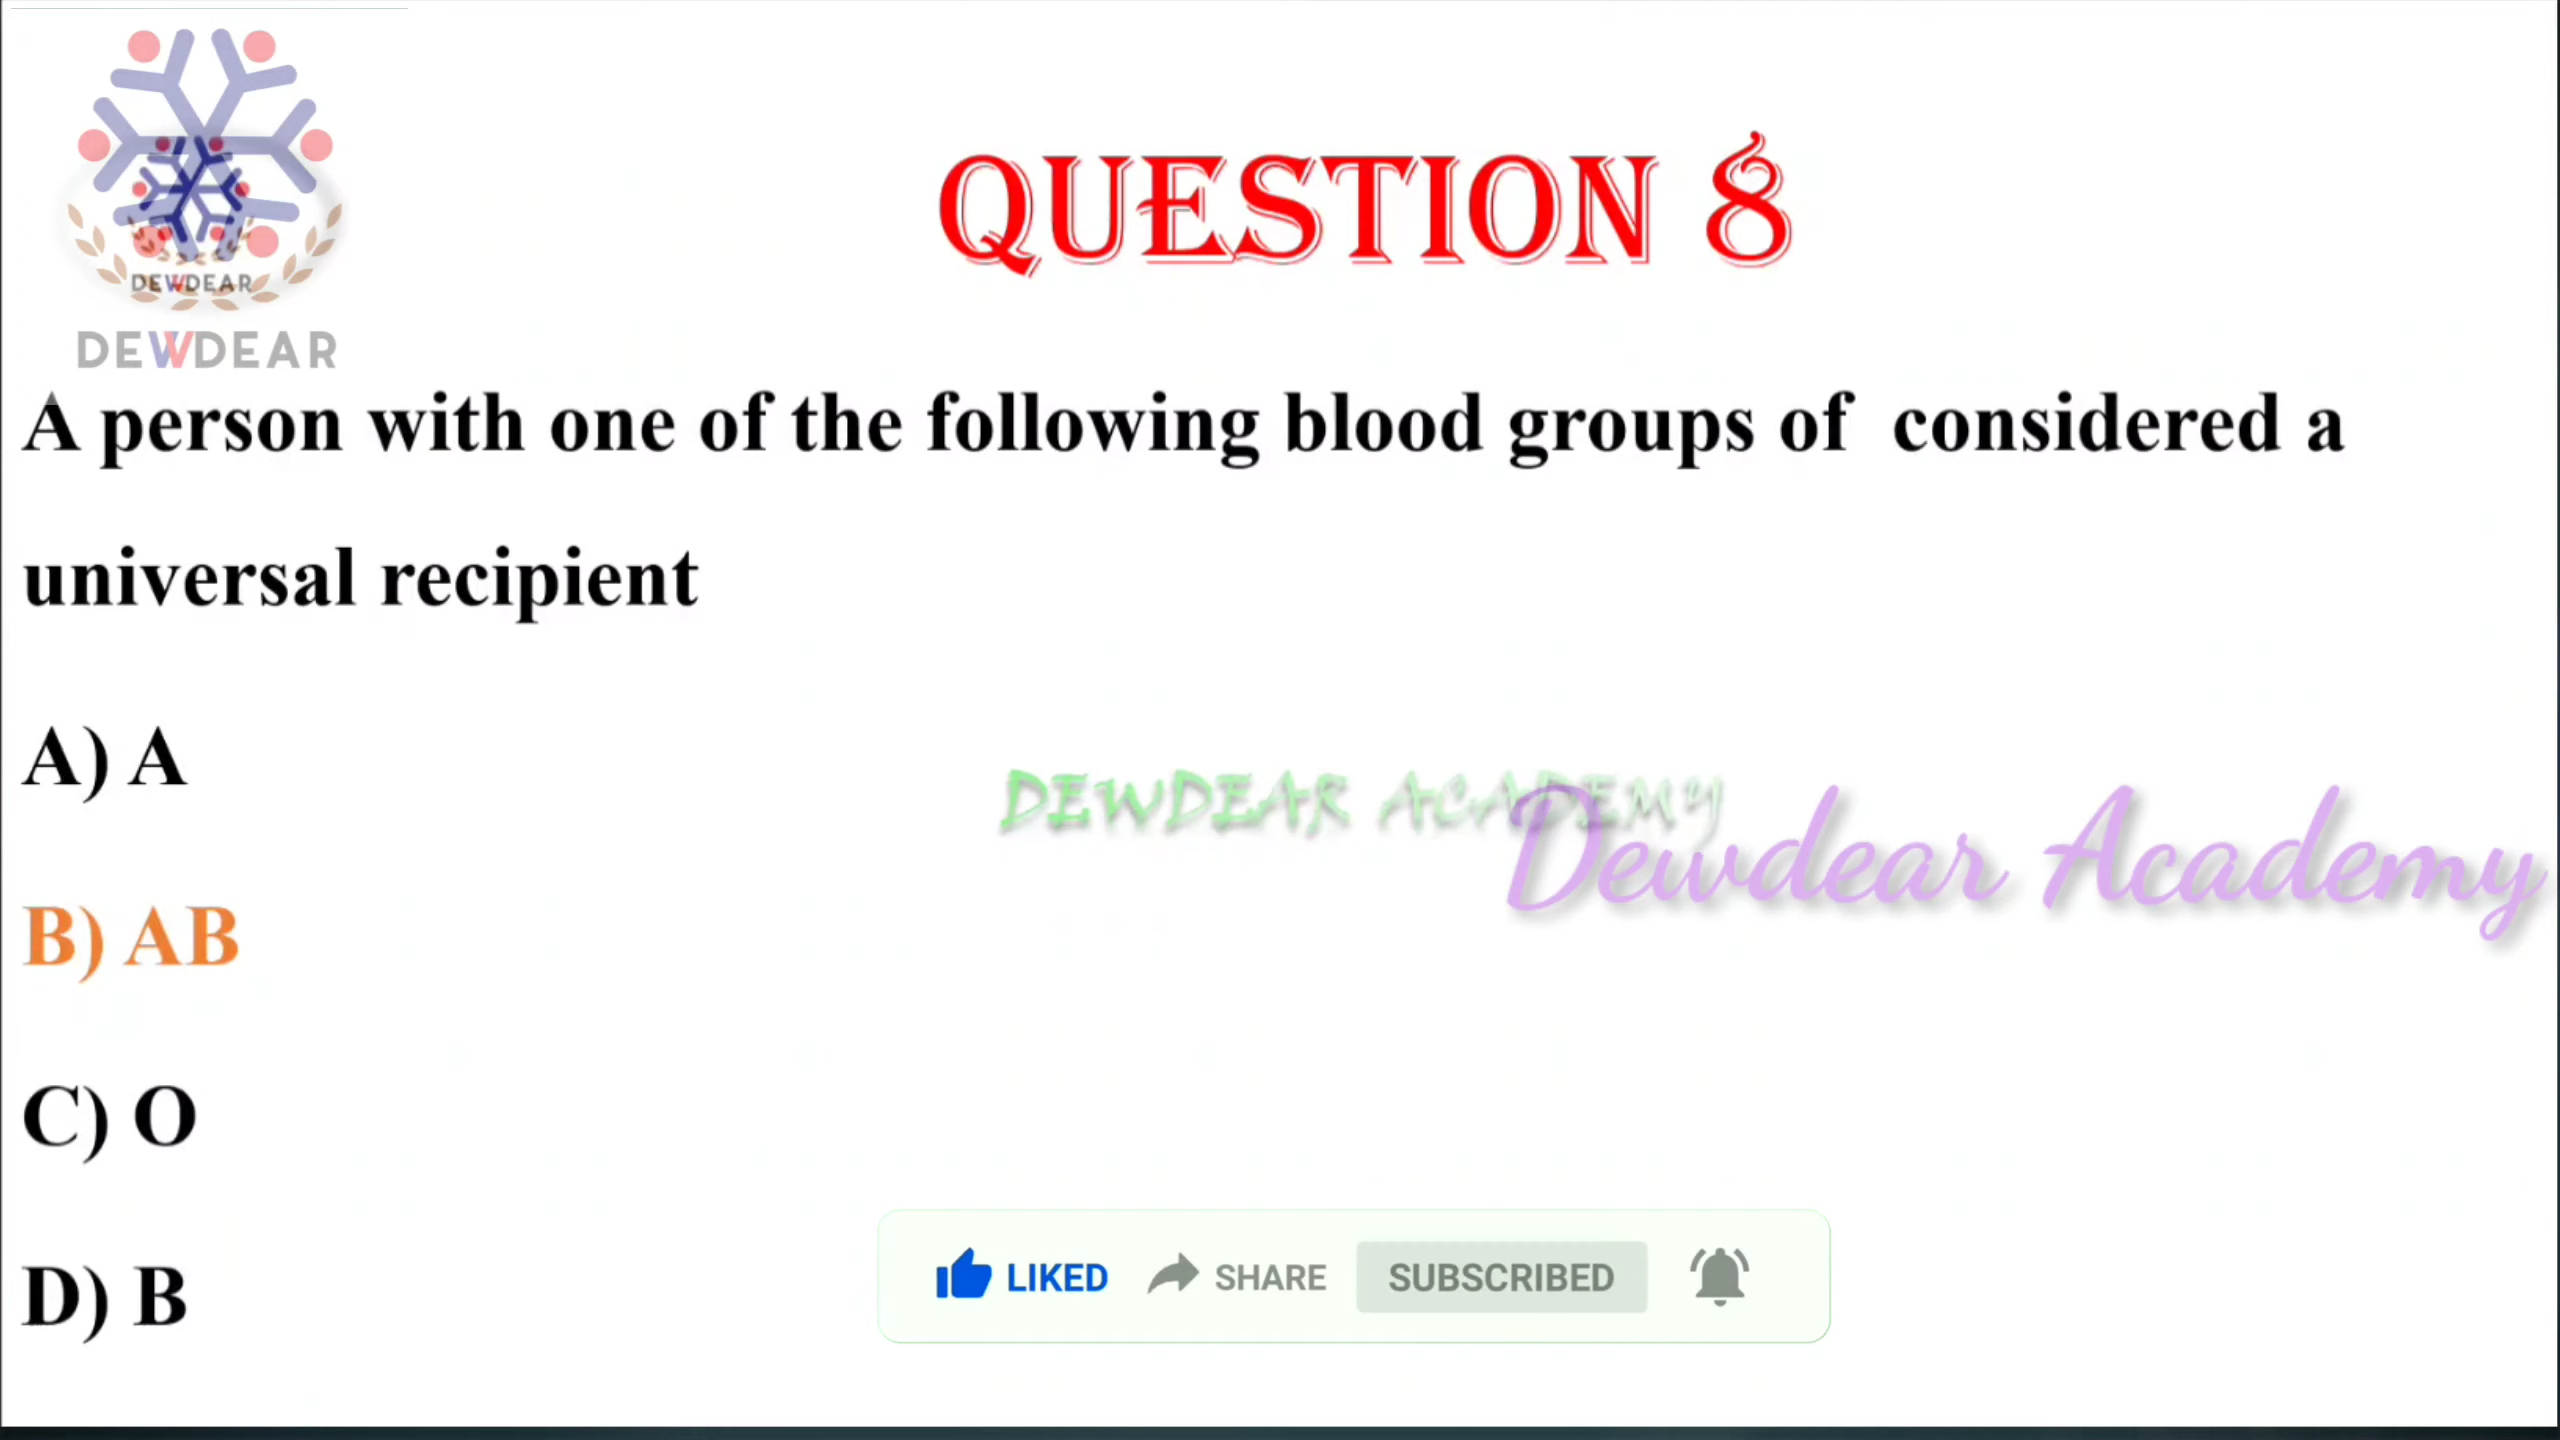 DEWDEAR
DEWDEAR
QUESTION 8
A person with one of the following blood groups of considered a
universal recipient
A) A
B) AB
C) O
D) B
DEWDEAR ACADEMY
Dewdear Academy
LIKED SHARE SUBSCRIBED